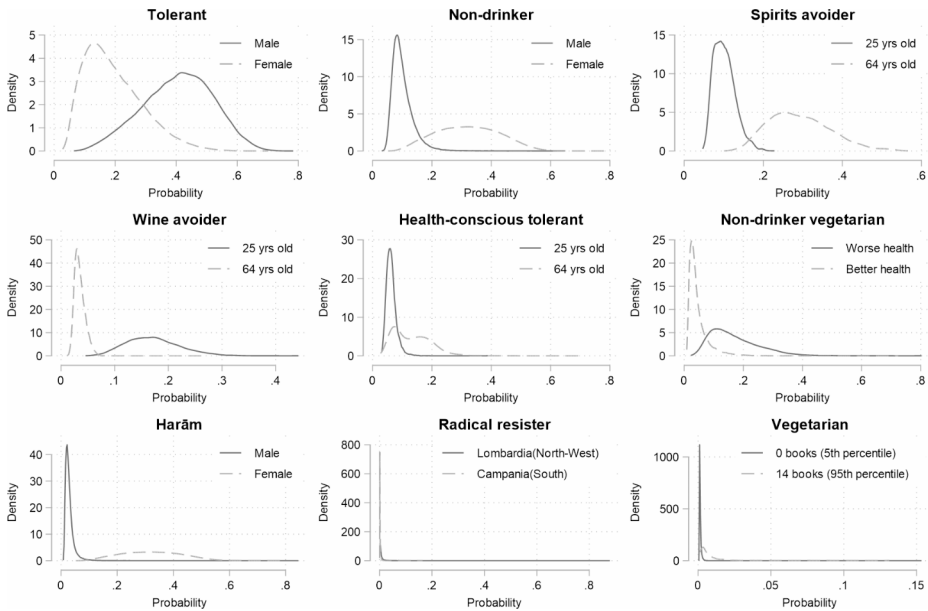 Tolerant
Density
5
4
3
2
1
0
Male
Female
0 .2 .4 .6 .8
Probability
Non-drinker
Density
15
10
5
0
Male
Female
0 .2 .4 .6 .8
Probability
Spirits avoider
Density
15
10
5
0
25 yrs old
64 yrs old
0 .2 .4 .6
Probability
Wine avoider
Density
50
40
30
20
10
0
25 yrs old
64 yrs old
0 .1 .2 .3 .4
Probability
Health-conscious tolerant
Density
30
20
10
0
25 yrs old
64 yrs old
0 .2 .4 .6 .8
Probability
Non-drinker vegetarian
Density
25
20
15
10
5
0
Worse health
Better health
0 .2 .4 .6 .8
Probability
Harām
Density
40
30
20
10
0
Male
Female
0 .2 .4 .6 .8
Probability
Radical resister
Density
800
600
400
200
0
Lombardia(North-West)
Campania(South)
0 .2 .4 .6 .8
Probability
Vegetarian
Density
1000
500
0
0 books (5th percentile)
14 books (95th percentile)
0 .05 .1 .15
Probability